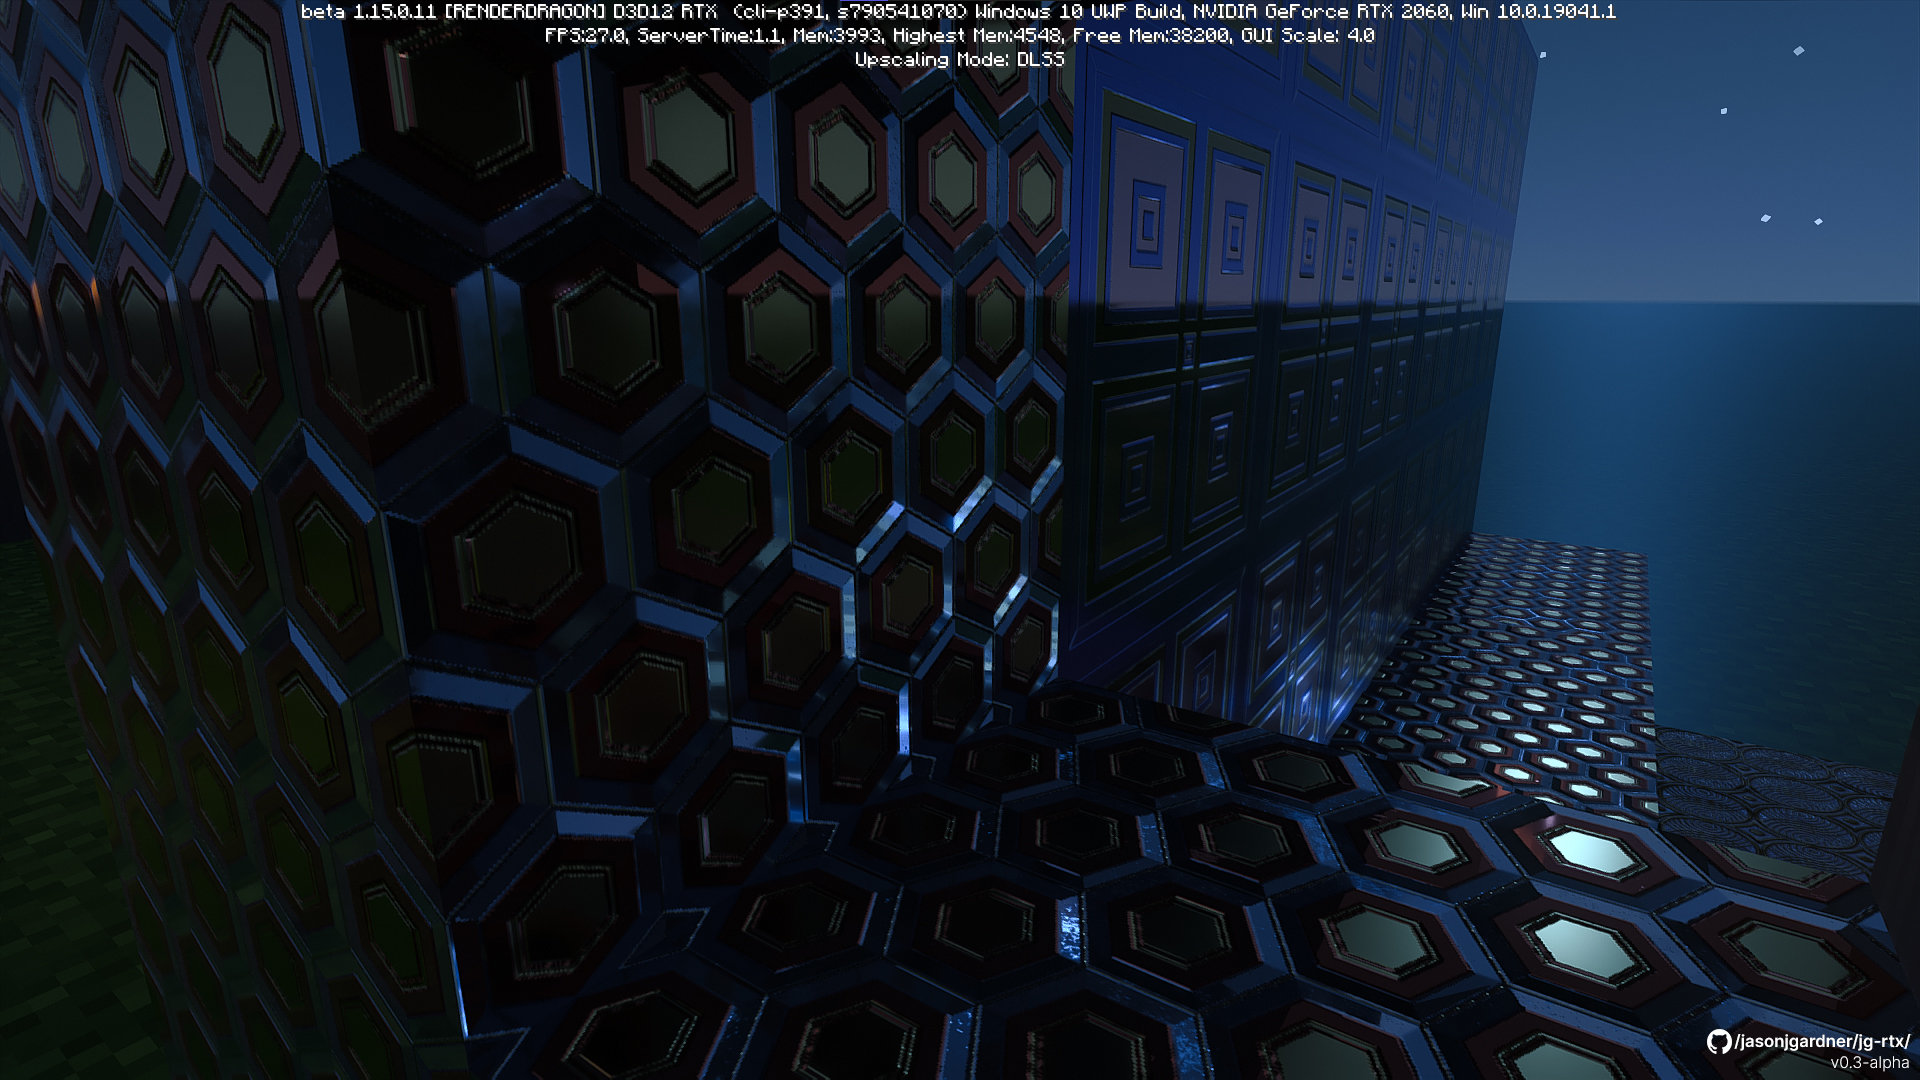 beta 1.15.0.11 [RENDERDRAGON] D3D12 RTX (cli-p391, s790541070) Windows 10 UWP Build, NVIDIA GeForce RTX 2060, Win 10.0.19041.1
FPS:27.0, ServerTime:1.1, Mem:3993, Highest Mem:4548, Free Mem:38200, GUI Scale: 4.0
Upscaling Mode: DLSS
/jasonjgardner/jg-rtx/
v0.3-alpha